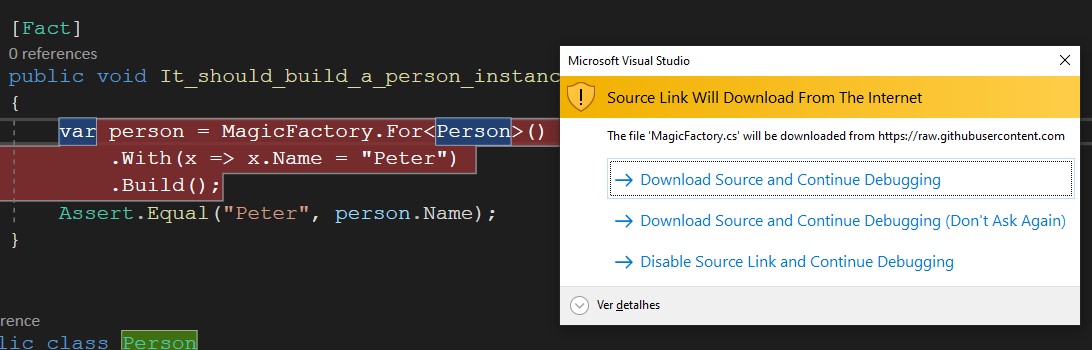 [Fact]
0 references
public void It_should_build_a_person_instanc
{
var person = MagicFactory.For<Person>()
.With(x => x.Name = "Peter")
.Build();
Assert.Equal("Peter", person.Name);
}
rence
lic class Person
Microsoft Visual Studio
Source Link Will Download From The Internet
The file 'MagicFactory.cs' will be downloaded from https://raw.githubusercontent.com
Download Source and Continue Debugging
Download Source and Continue Debugging (Don't Ask Again)
Disable Source Link and Continue Debugging
Ver detalhes